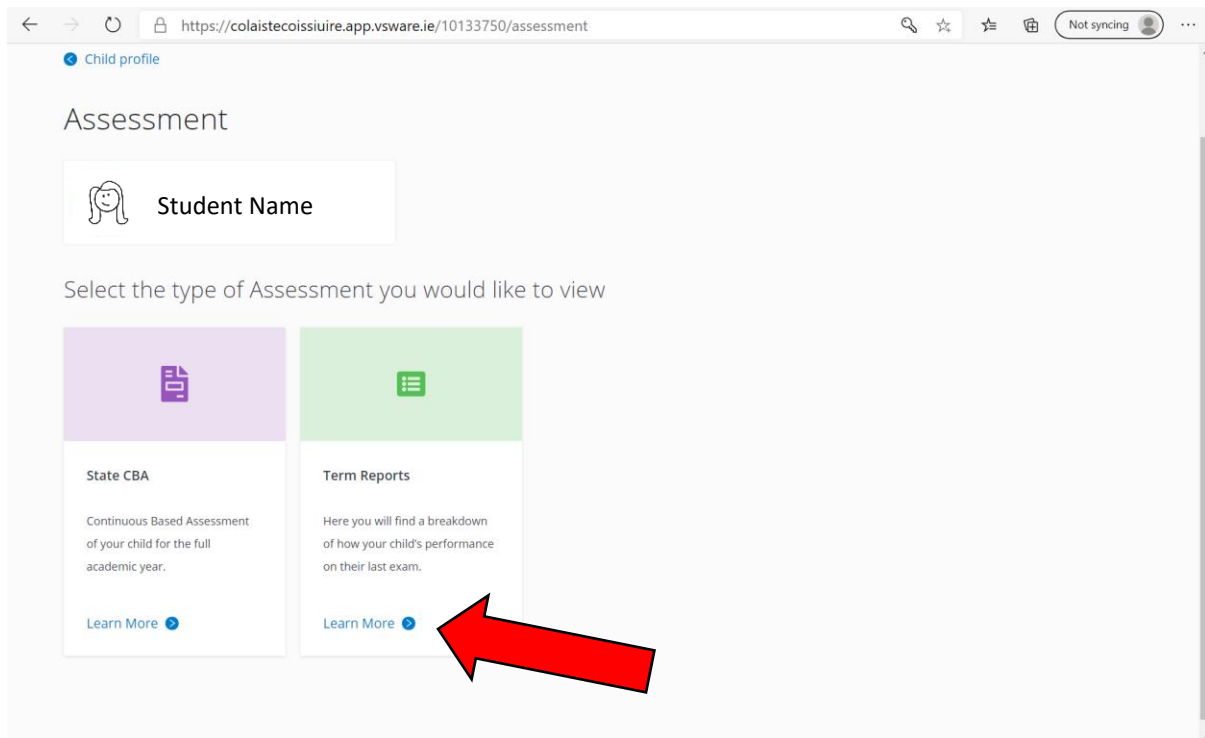 https://colaistecoissiuire.app.vsware.ie/10133750/assessment
Not syncing
Child profile
Assessment
Student Name
Select the type of Assessment you would like to view
State CBA
Continuous Based Assessment
of your child for the full
academic year.
Learn More
Term Reports
Here you will find a breakdown
of how your child's performance
on their last exam.
Learn More